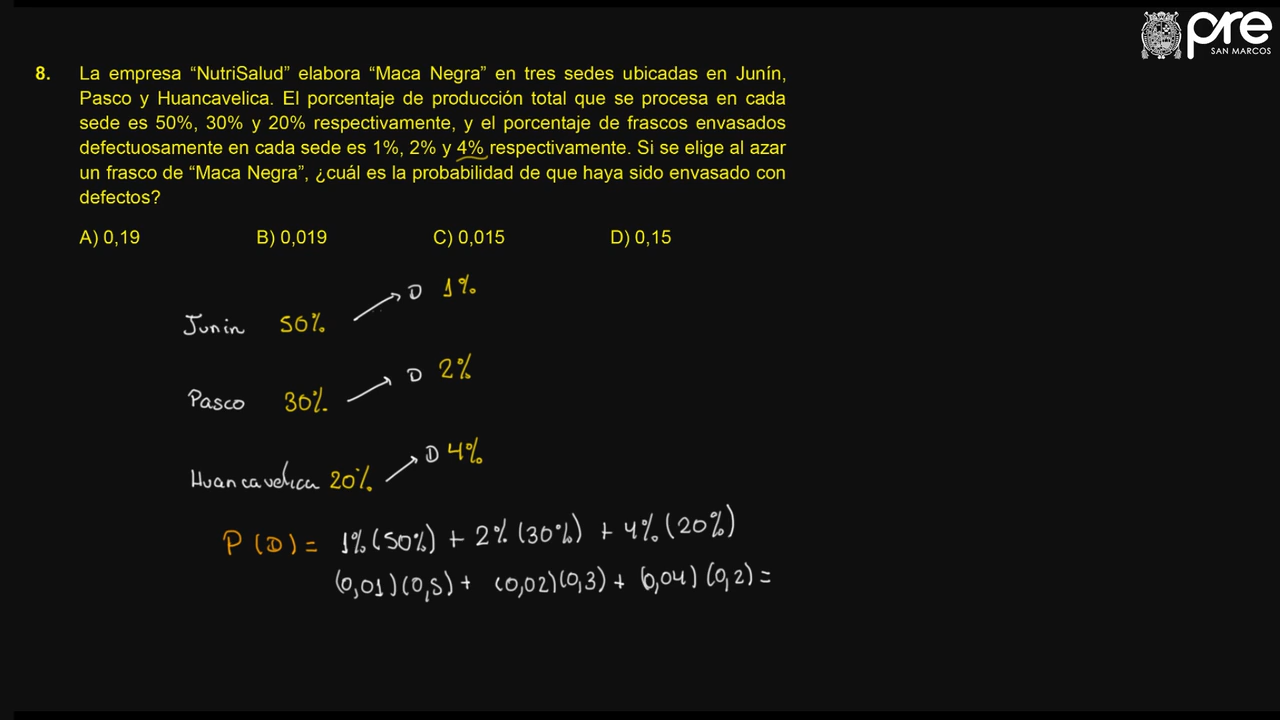 pre
SAN MARCOS
8. La empresa “NutriSalud” elabora “Maca Negra” en tres sedes ubicadas en Junín,
Pasco y Huancavelica. El porcentaje de producción total que se procesa en cada
sede es 50%, 30% y 20% respectivamente, y el porcentaje de frascos envasados
defectuosamente en cada sede es 1%, 2% y 4% respectivamente. Si se elige al azar
un frasco de “Maca Negra”, ¿cuál es la probabilidad de que haya sido envasado con
defectos?
A) 0,19 B) 0,019 C) 0,015 D) 0,15
D 1%
Junin 50%
D 2%
Pasco 30%
D 4%
Huancavelica 20%
P(D) = 1%(50%) + 2%(30%) + 4%(20%)
(0,01)(0,5) + (0,02)(0,3) + (0,04)(0,2) =